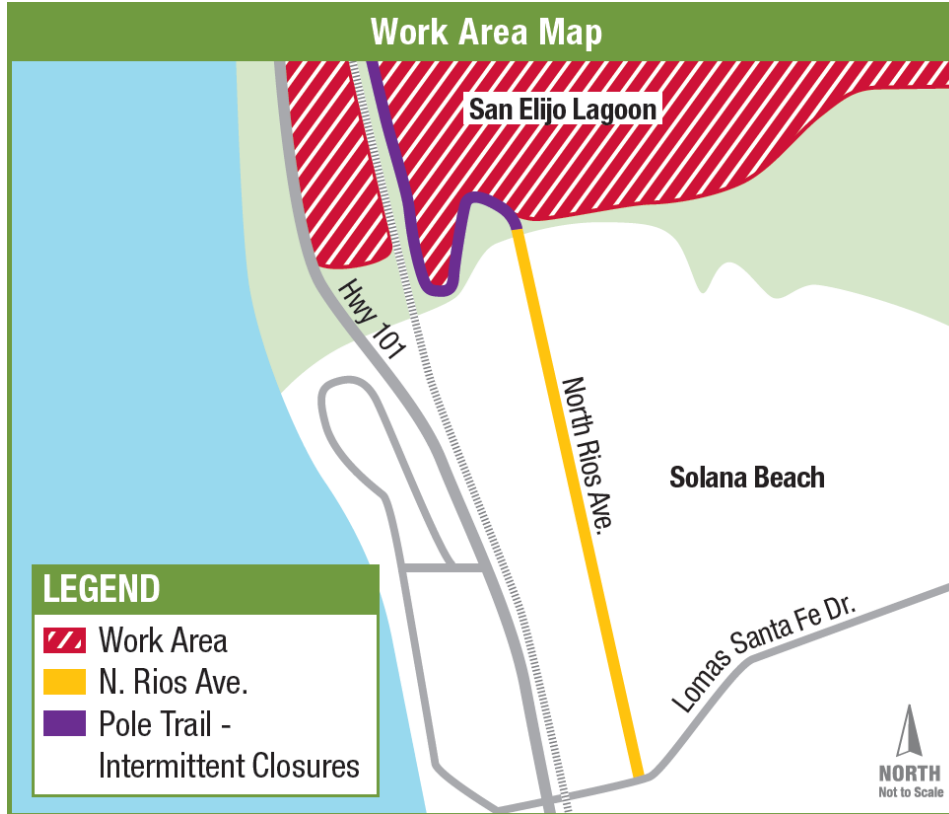 Work Area Map
San Elijo Lagoon
Hwy 101
North Rios Ave.
Solana Beach
Lomas Santa Fe Dr.
LEGEND
Work Area
N. Rios Ave.
Pole Trail -
Intermittent Closures
NORTH
Not to Scale